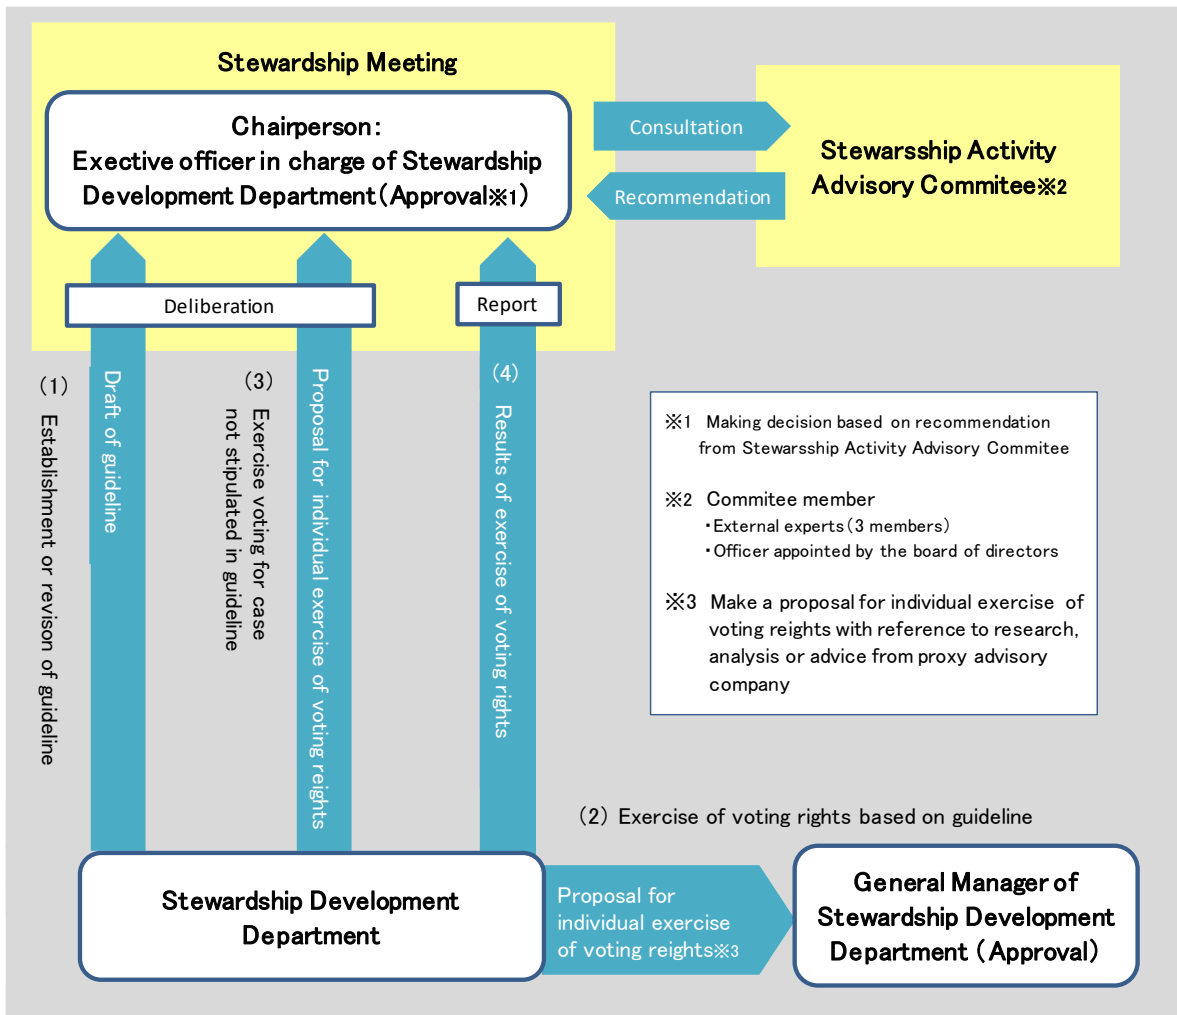 Stewardship Meeting
Chairperson：
Exective officer in charge of Stewardship
Development Department（Approval※1）
Consultation
Recommendation
Stewarsship Activity
Advisory Commitee※2
Deliberation
Report
（1） Establishment or revison of guideline
Draft of guideline
（3） Exercise voting for case
not stipulated in guideline
Proposal for individual exercise of voting reights
（4） Results of exercise of voting rights
※1 Making decision based on recommendation
from Stewarsship Activity Advisory Commitee
※2 Commitee member
・External experts（3 members）
・Officer appointed by the board of directors
※3 Make a proposal for individual exercise of
voting reights with reference to research,
analysis or advice from proxy advisory
company
（2） Exercise of voting rights based on guideline
Stewardship Development
Department
Proposal for
individual exercise
of voting reights※3
General Manager of
Stewardship Development
Department （Approval）